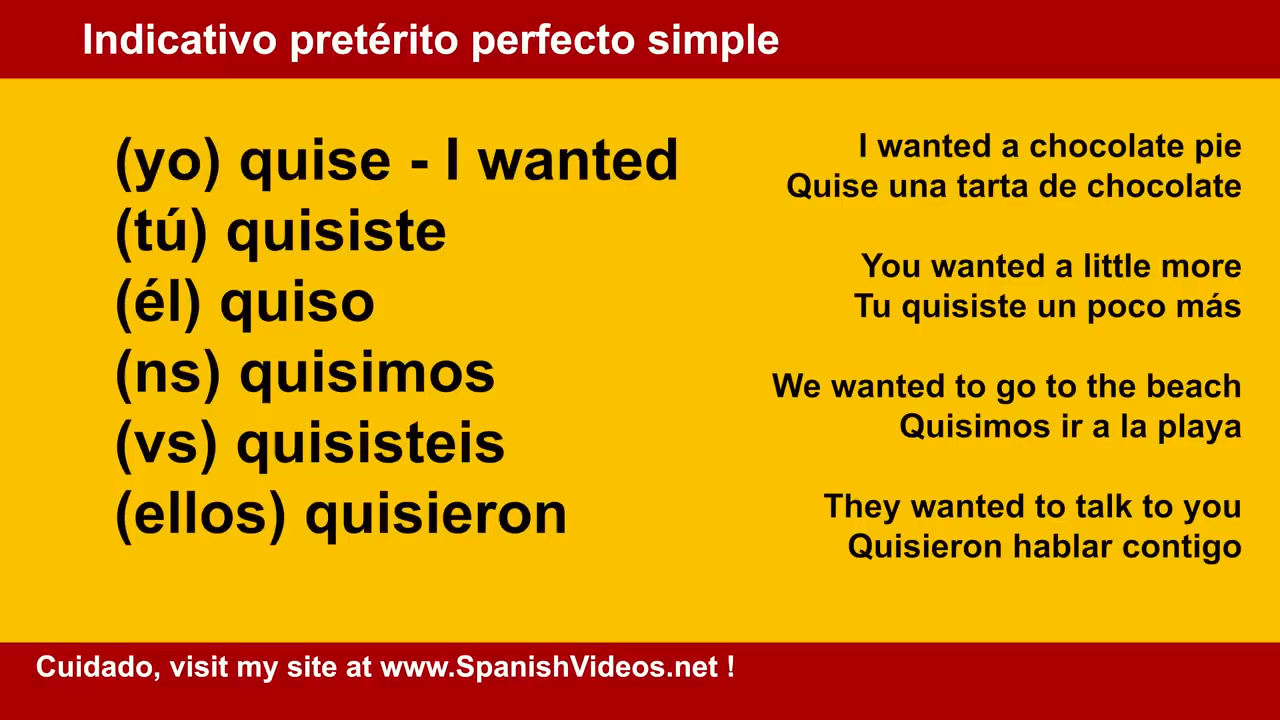 Indicativo pretérito perfecto simple
(yo) quise - I wanted
(tú) quisiste
(él) quiso
(ns) quisimos
(vs) quisisteis
(ellos) quisieron
I wanted a chocolate pie
Quise una tarta de chocolate
You wanted a little more
Tu quisiste un poco más
We wanted to go to the beach
Quisimos ir a la playa
They wanted to talk to you
Quisieron hablar contigo
Cuidado, visit my site at www.SpanishVideos.net !